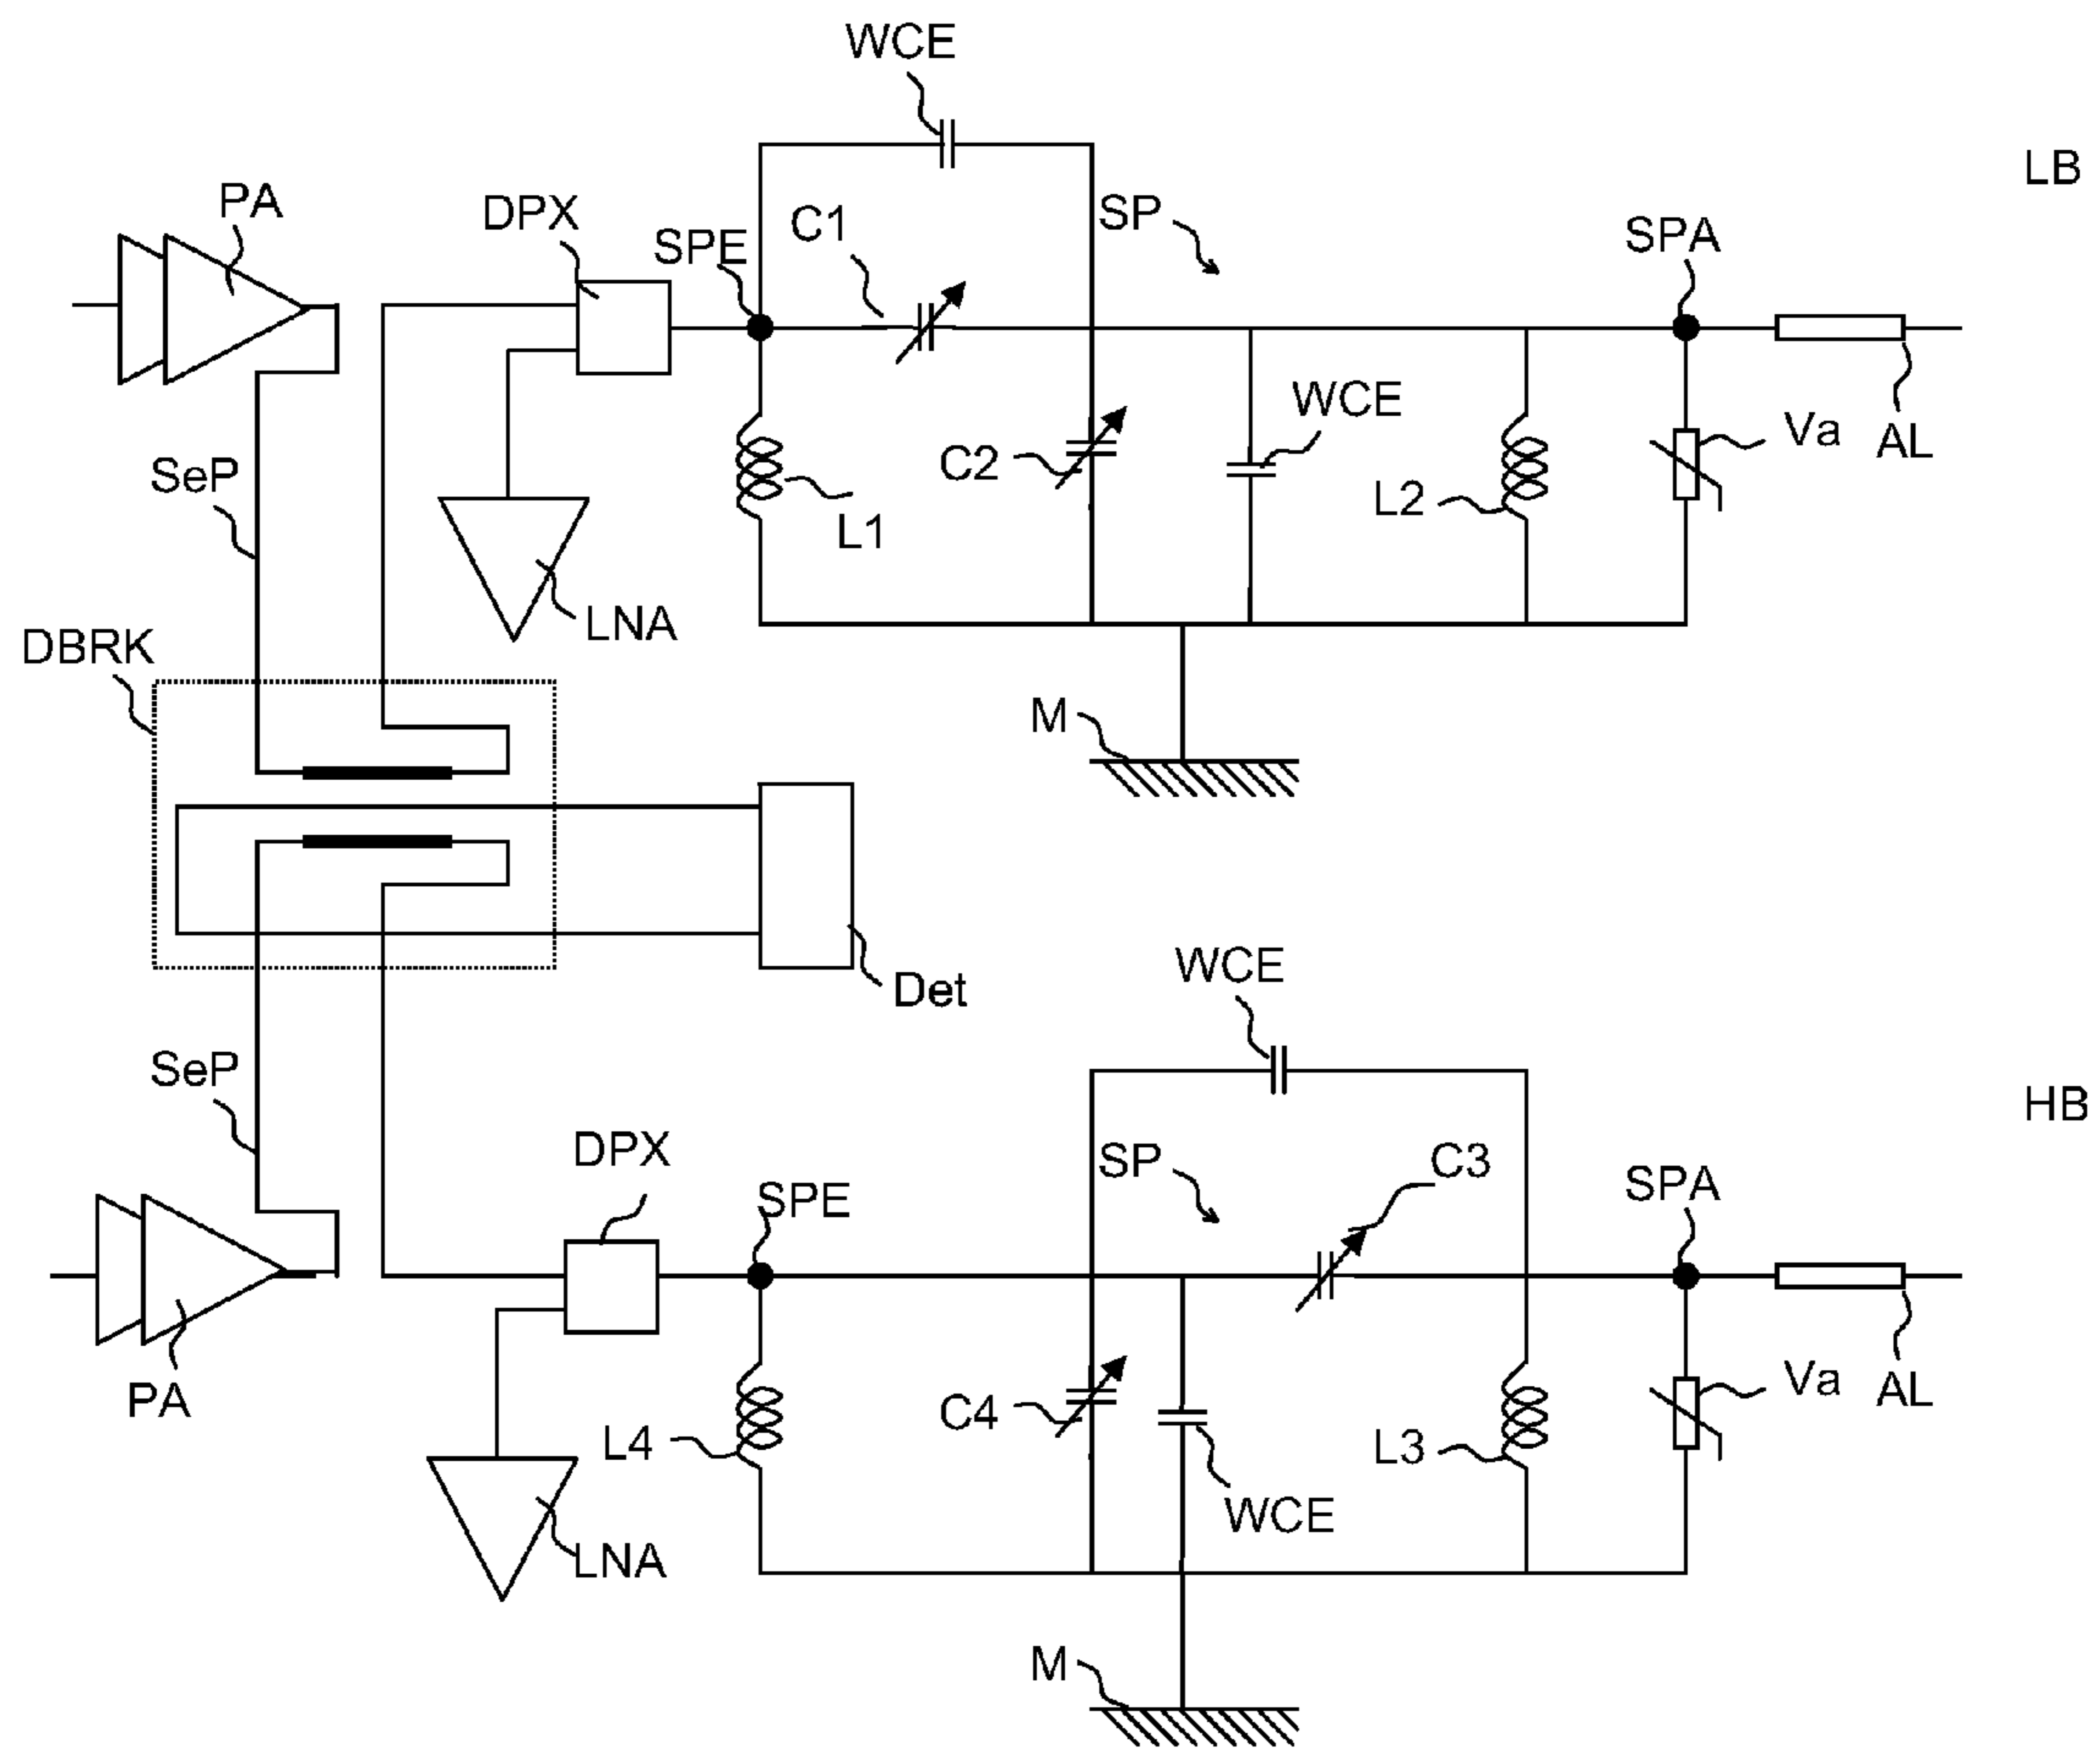 WCE
LB
PA
DPX
C1
SP
SPE
SPA
WCE
Va
AL
C2
SeP
L2
L1
LNA
DBRK
M
Det
WCE
SeP
HB
DPX
SP
C3
SPE
SPA
PA
C4
Va
AL
L4
L3
WCE
LNA
M